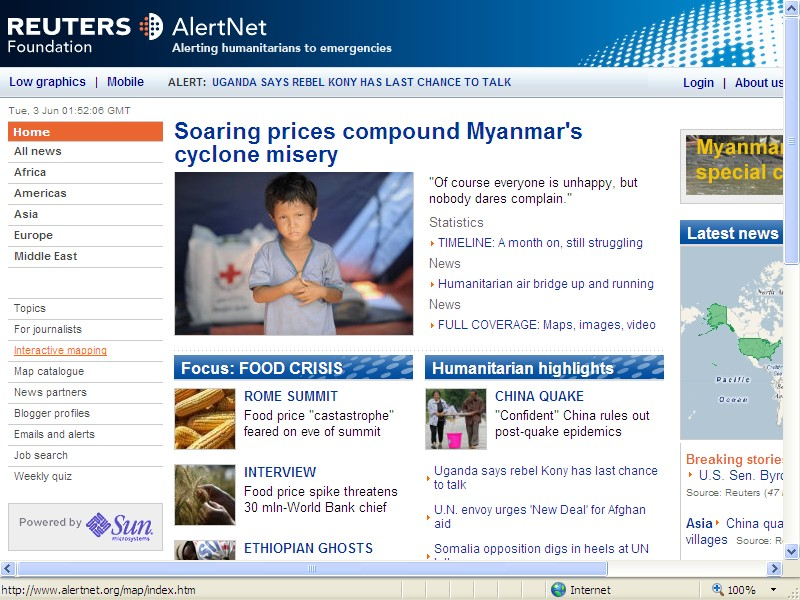 REUTERS AlertNet
Foundation Alerting humanitarians to emergencies
Low graphics | Mobile ALERT: UGANDA SAYS REBEL KONY HAS LAST CHANCE TO TALK Login | About us
Tue, 3 Jun 01:52:06 GMT
Home
All news
Africa
Americas
Asia
Europe
Middle East
Topics
For journalists
Interactive mapping
Map catalogue
News partners
Blogger profiles
Emails and alerts
Job search
Weekly quiz
Powered by Sun
microsystems
Soaring prices compound Myanmar's
cyclone misery
"Of course everyone is unhappy, but
nobody dares complain."
Statistics
TIMELINE: A month on, still struggling
News
Humanitarian air bridge up and running
News
FULL COVERAGE: Maps, images, video
Focus: FOOD CRISIS
ROME SUMMIT
Food price "castastrophe"
feared on eve of summit
INTERVIEW
Food price spike threatens
30 mln-World Bank chief
ETHIOPIAN GHOSTS
Humanitarian highlights
CHINA QUAKE
"Confident" China rules out
post-quake epidemics
Uganda says rebel Kony has last chance
to talk
U.N. envoy urges 'New Deal' for Afghan
aid
Somalia opposition digs in heels at UN
Myanmar
special c
Latest news
North
Pacific
Ocean
Breaking stories
U.S. Sen. Byrd
Source: Reuters (47
Asia China qua
villages Source: R
http://www.alertnet.org/map/index.htm Internet 100%